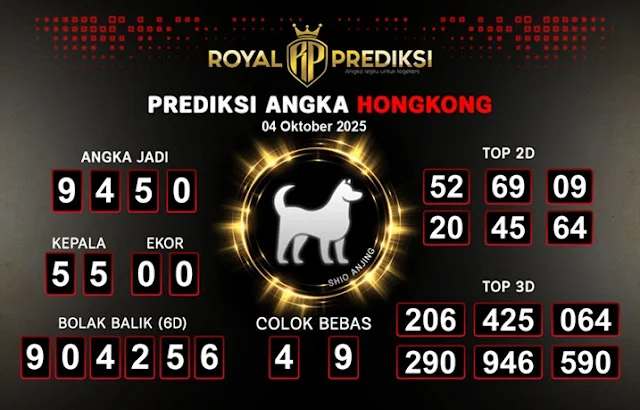 ROYAL RP PREDIKSI
Angka tepat untuk togelers
PREDIKSI ANGKA HONGKONG
04 Oktober 2025
ANGKA JADI
9 4 5 0
KEPALA EKOR
5 5 0 0
BOLAK BALIK (6D)
9 0 4 2 5 6
SHIO ANJING
COLOK BEBAS
4 9
TOP 2D
52 69 09
20 45 64
TOP 3D
206 425 064
290 946 590